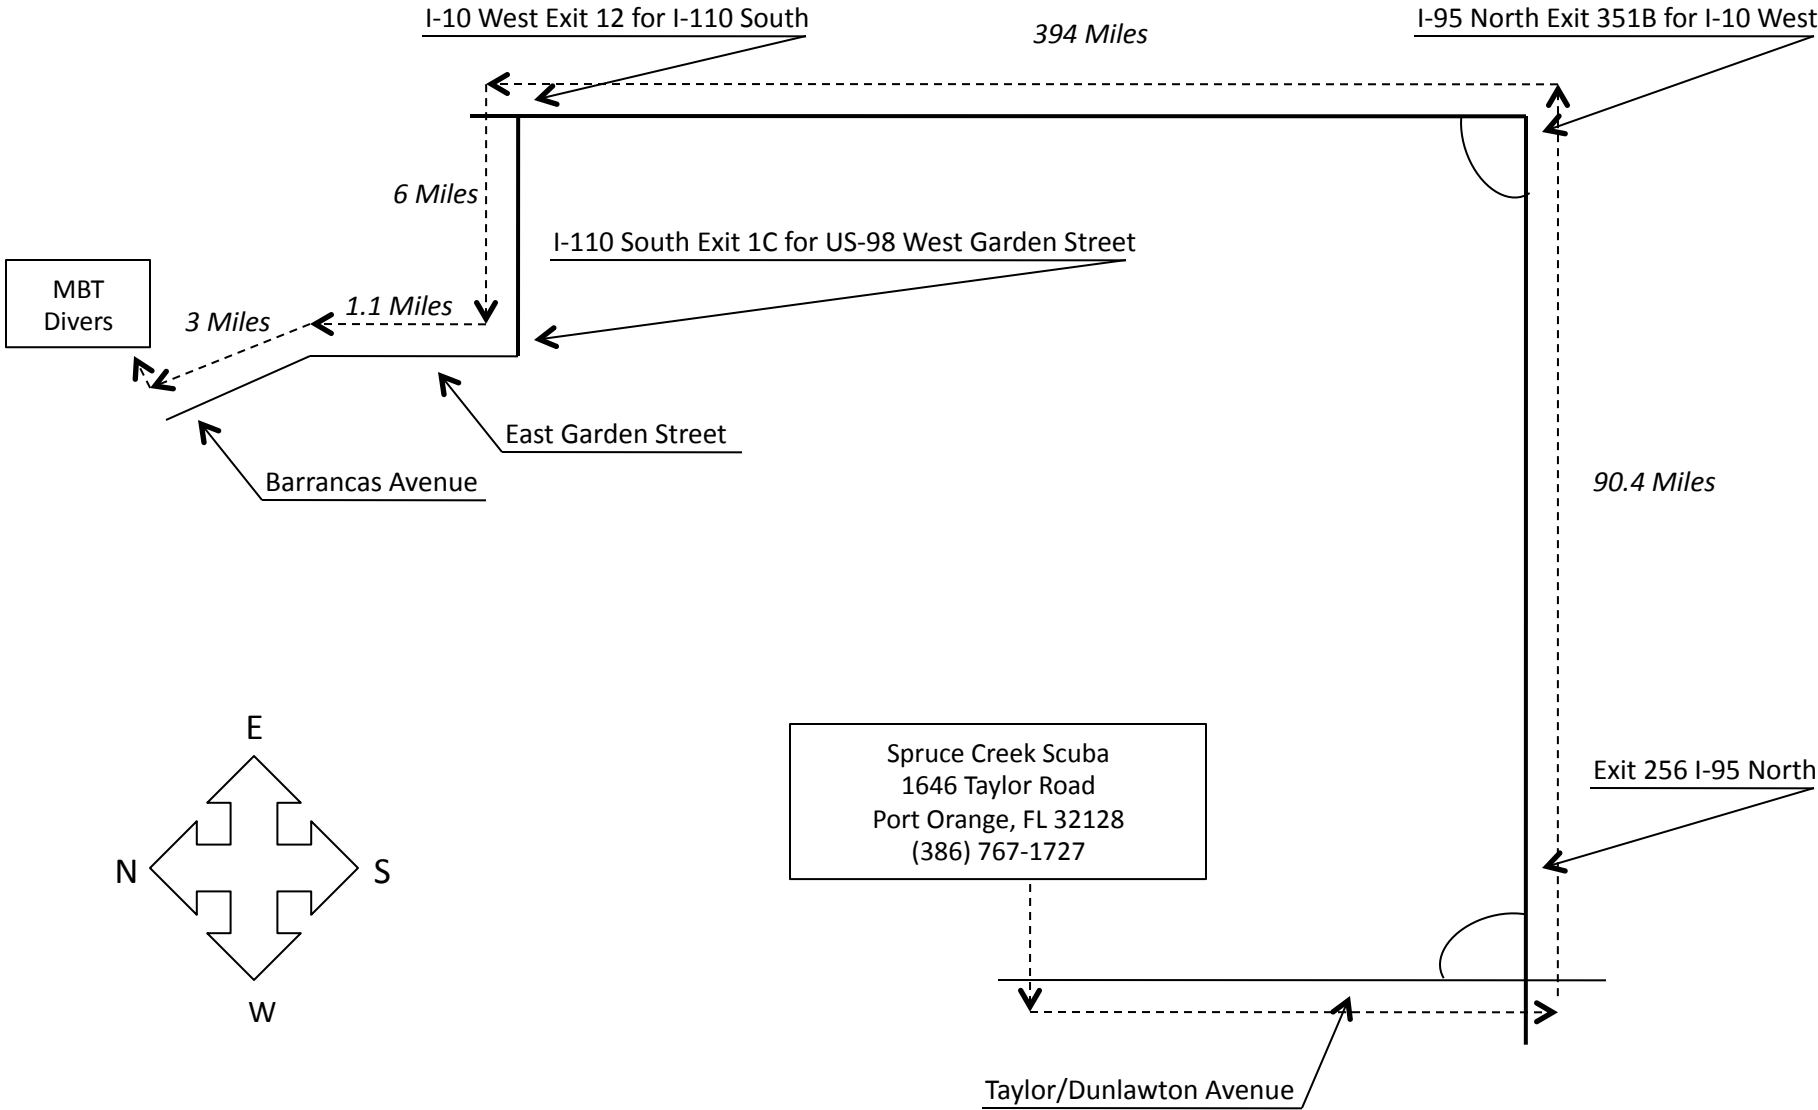 I-10 West Exit 12 for I-110 South
394 Miles
I-95 North Exit 351B for I-10 West
6 Miles
I-110 South Exit 1C for US-98 West Garden Street
MBT
Divers
3 Miles
1.1 Miles
East Garden Street
Barrancas Avenue
90.4 Miles
E
N
S
W
Spruce Creek Scuba
1646 Taylor Road
Port Orange, FL 32128
(386) 767-1727
Exit 256 I-95 North
Taylor/Dunlawton Avenue